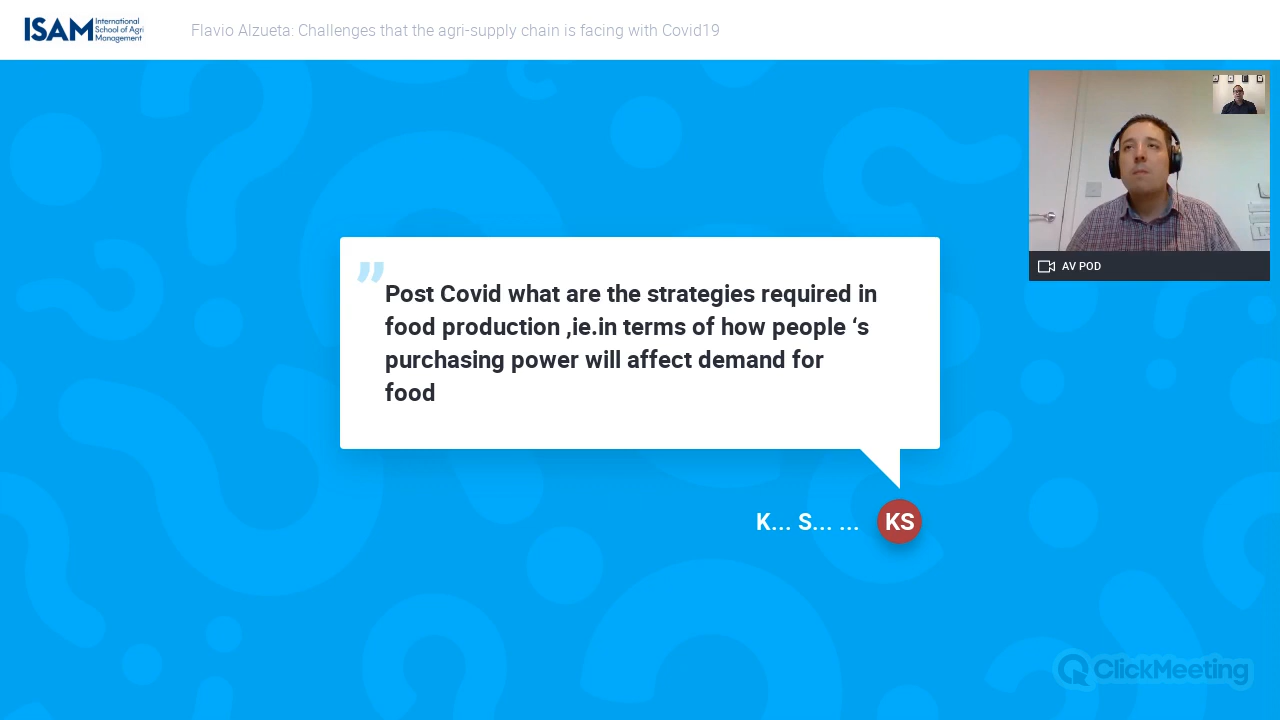 ISAM International
School of Agri
Management
Flavio Alzueta: Challenges that the agri-supply chain is facing with Covid19
AV POD
Post Covid what are the strategies required in
food production ,ie.in terms of how people ‘s
purchasing power will affect demand for
food
K... S... ...
KS
ClickMeeting